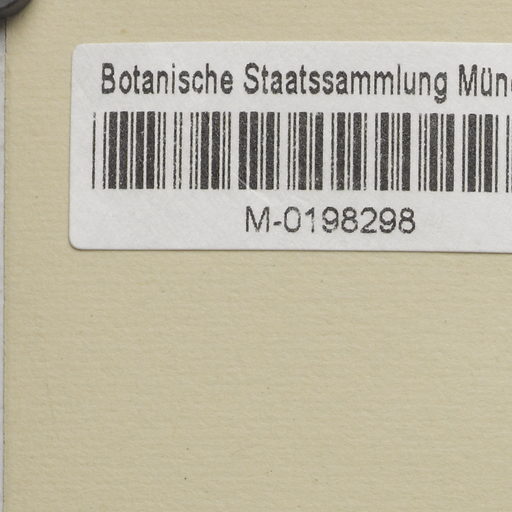 Botanische Staatssammlung Mün
M-0198298